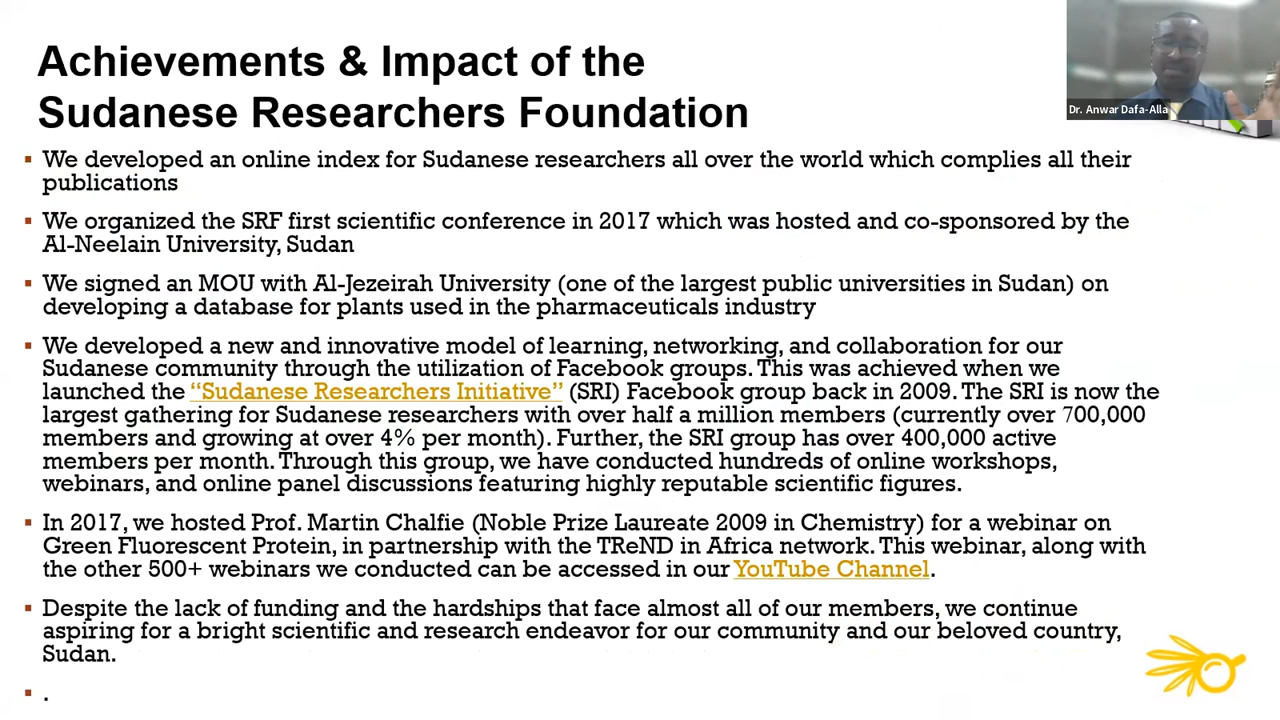 Achievements & Impact of the
Sudanese Researchers Foundation
Dr. Anwar Dafa-Alla
▪ We developed an online index for Sudanese researchers all over the world which complies all their
publications
▪ We organized the SRF first scientific conference in 2017 which was hosted and co-sponsored by the
Al-Neelain University, Sudan
▪ We signed an MOU with Al-Jezeirah University (one of the largest public universities in Sudan) on
developing a database for plants used in the pharmaceuticals industry
▪ We developed a new and innovative model of learning, networking, and collaboration for our
Sudanese community through the utilization of Facebook groups. This was achieved when we
launched the “Sudanese Researchers Initiative” (SRI) Facebook group back in 2009. The SRI is now the
largest gathering for Sudanese researchers with over half a million members (currently over 700,000
members and growing at over 4% per month). Further, the SRI group has over 400,000 active
members per month. Through this group, we have conducted hundreds of online workshops,
webinars, and online panel discussions featuring highly reputable scientific figures.
▪ In 2017, we hosted Prof. Martin Chalfie (Noble Prize Laureate 2009 in Chemistry) for a webinar on
Green Fluorescent Protein, in partnership with the TReND in Africa network. This webinar, along with
the other 500+ webinars we conducted can be accessed in our YouTube Channel.
▪ Despite the lack of funding and the hardships that face almost all of our members, we continue
aspiring for a bright scientific and research endeavor for our community and our beloved country,
Sudan.
▪ .